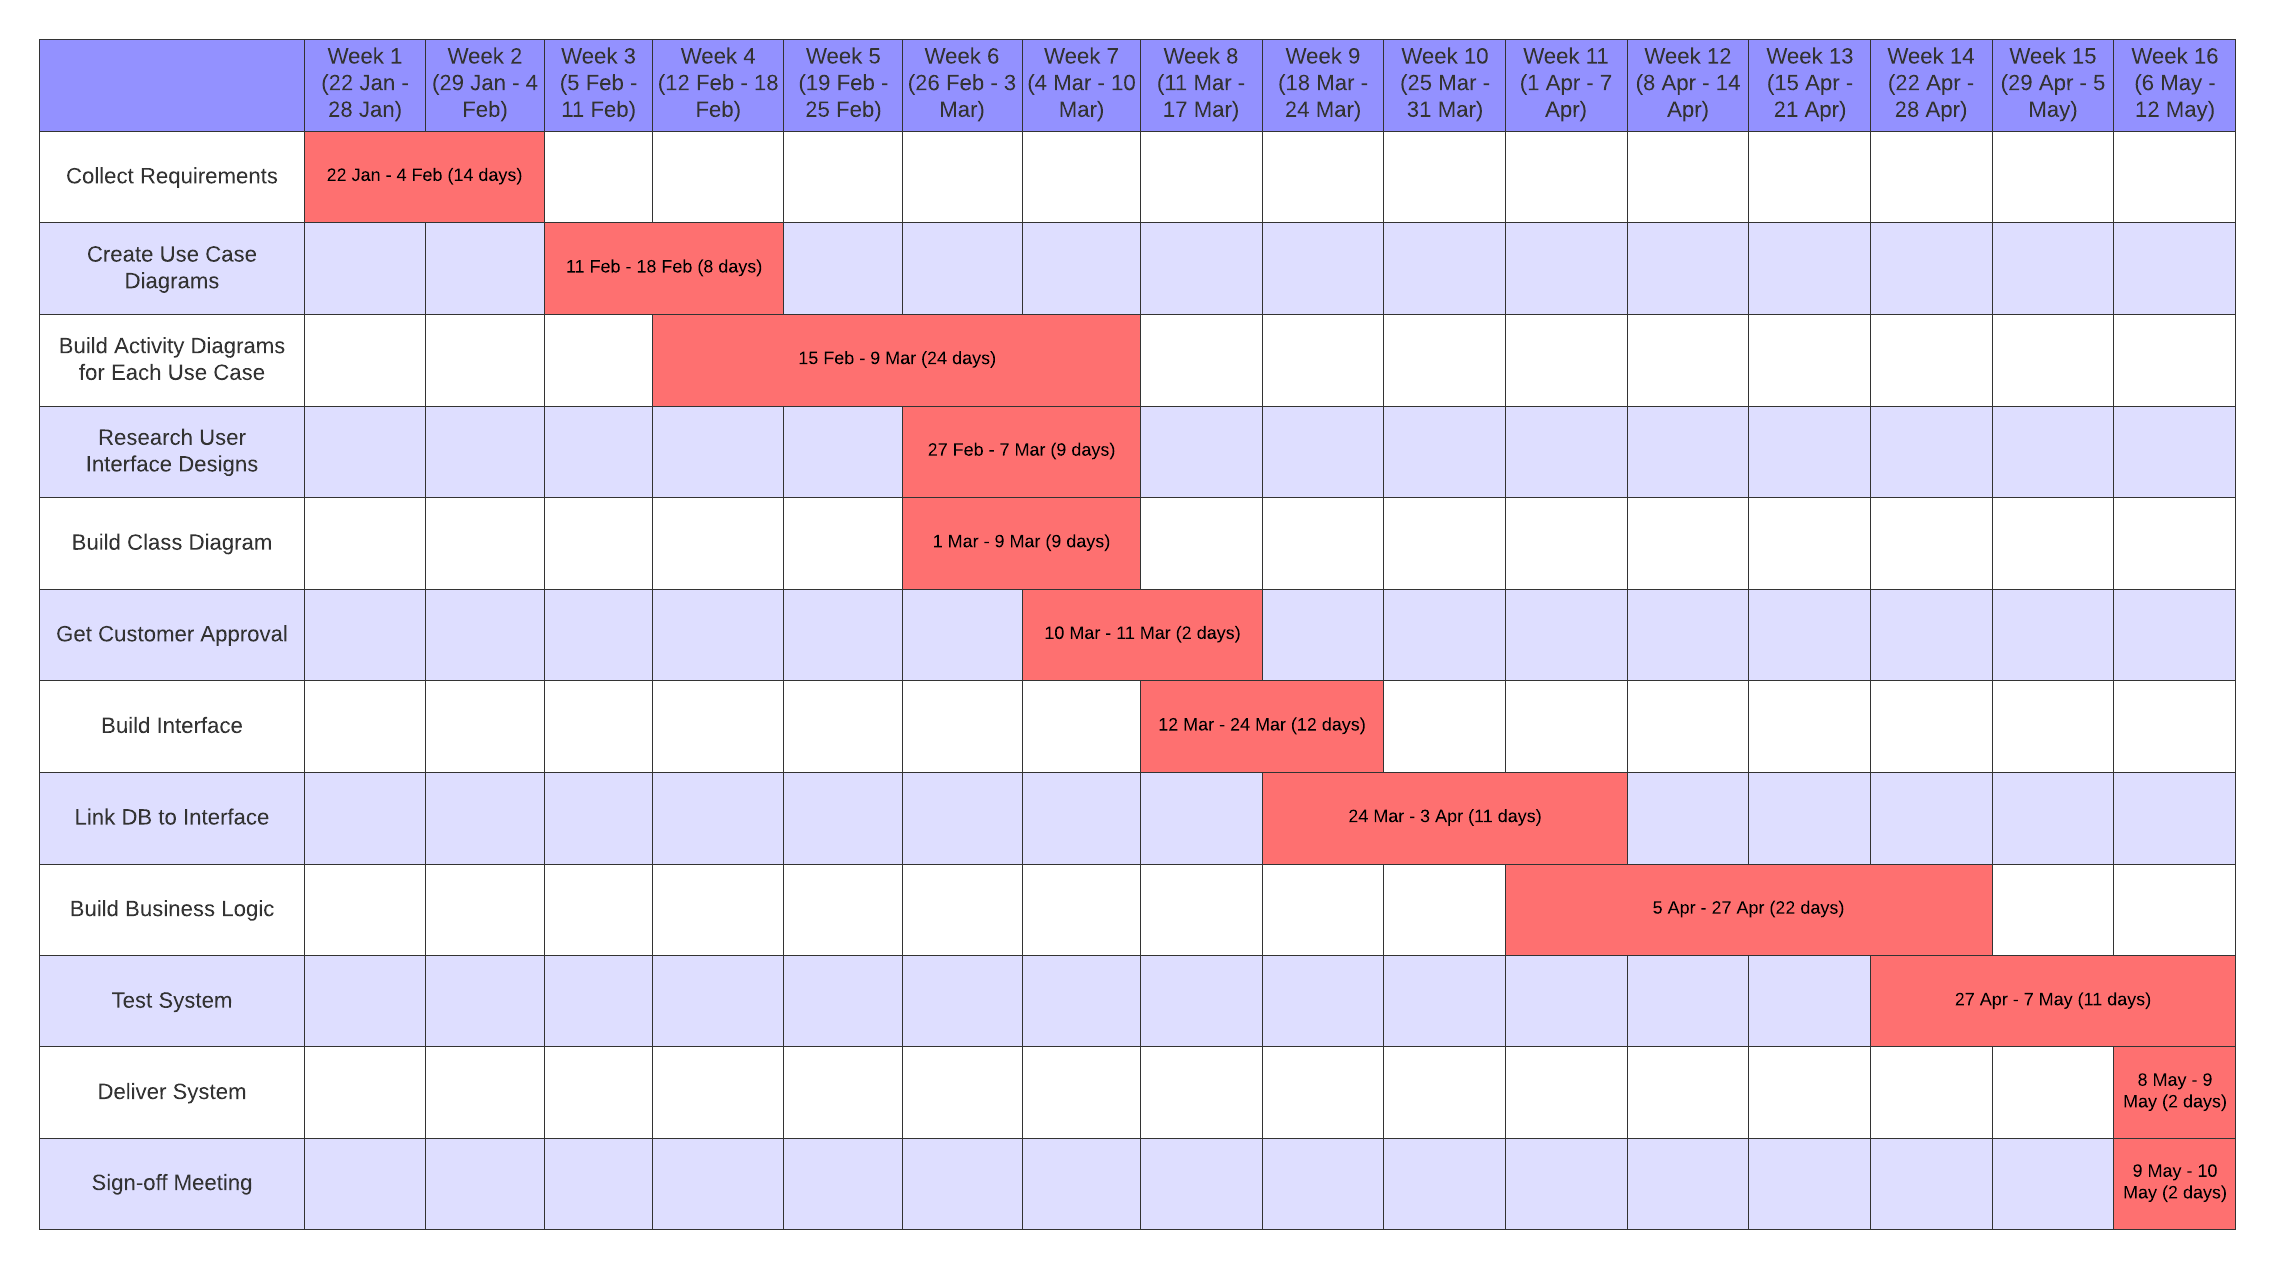 Week 1
(22 Jan -
28 Jan)
Week 2
(29 Jan - 4
Feb)
Week 3
(5 Feb -
11 Feb)
Week 4
(12 Feb - 18
Feb)
Week 5
(19 Feb -
25 Feb)
Week 6
(26 Feb - 3
Mar)
Week 7
(4 Mar - 10
Mar)
Week 8
(11 Mar -
17 Mar)
Week 9
(18 Mar -
24 Mar)
Week 10
(25 Mar -
31 Mar)
Week 11
(1 Apr - 7
Apr)
Week 12
(8 Apr - 14
Apr)
Week 13
(15 Apr -
21 Apr)
Week 14
(22 Apr -
28 Apr)
Week 15
(29 Apr - 5
May)
Week 16
(6 May -
12 May)
Collect Requirements
22 Jan - 4 Feb (14 days)
Create Use Case
Diagrams
11 Feb - 18 Feb (8 days)
Build Activity Diagrams
for Each Use Case
15 Feb - 9 Mar (24 days)
Research User
Interface Designs
27 Feb - 7 Mar (9 days)
Build Class Diagram
1 Mar - 9 Mar (9 days)
Get Customer Approval
10 Mar - 11 Mar (2 days)
Build Interface
12 Mar - 24 Mar (12 days)
Link DB to Interface
24 Mar - 3 Apr (11 days)
Build Business Logic
5 Apr - 27 Apr (22 days)
Test System
27 Apr - 7 May (11 days)
Deliver System
8 May - 9
May (2 days)
Sign-off Meeting
9 May - 10
May (2 days)